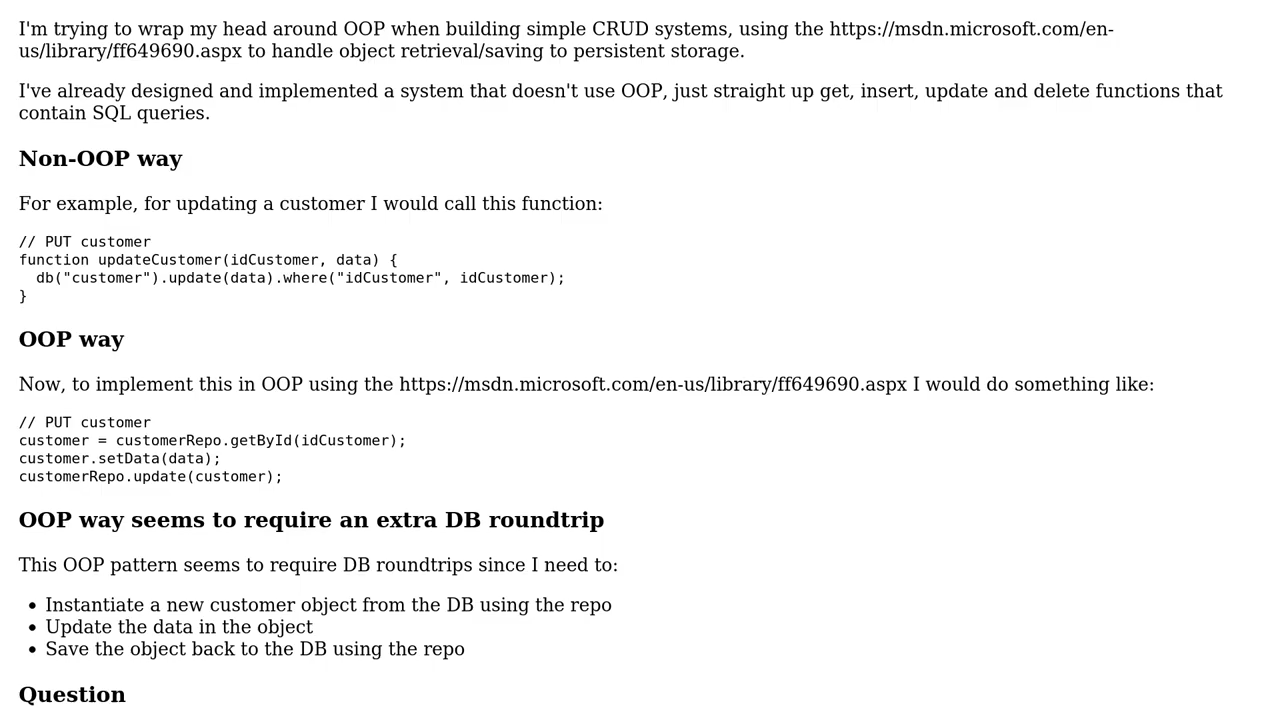 I'm trying to wrap my head around OOP when building simple CRUD systems, using the https://msdn.microsoft.com/en-
us/library/ff649690.aspx to handle object retrieval/saving to persistent storage.
I've already designed and implemented a system that doesn't use OOP, just straight up get, insert, update and delete functions that
contain SQL queries.
Non-OOP way
For example, for updating a customer I would call this function:
// PUT customer
function updateCustomer(idCustomer, data) {
  db("customer").update(data).where("idCustomer", idCustomer);
}
OOP way
Now, to implement this in OOP using the https://msdn.microsoft.com/en-us/library/ff649690.aspx I would do something like:
// PUT customer
customer = customerRepo.getById(idCustomer);
customer.setData(data);
customerRepo.update(customer);
OOP way seems to require an extra DB roundtrip
This OOP pattern seems to require DB roundtrips since I need to:
• Instantiate a new customer object from the DB using the repo
• Update the data in the object
• Save the object back to the DB using the repo
Question